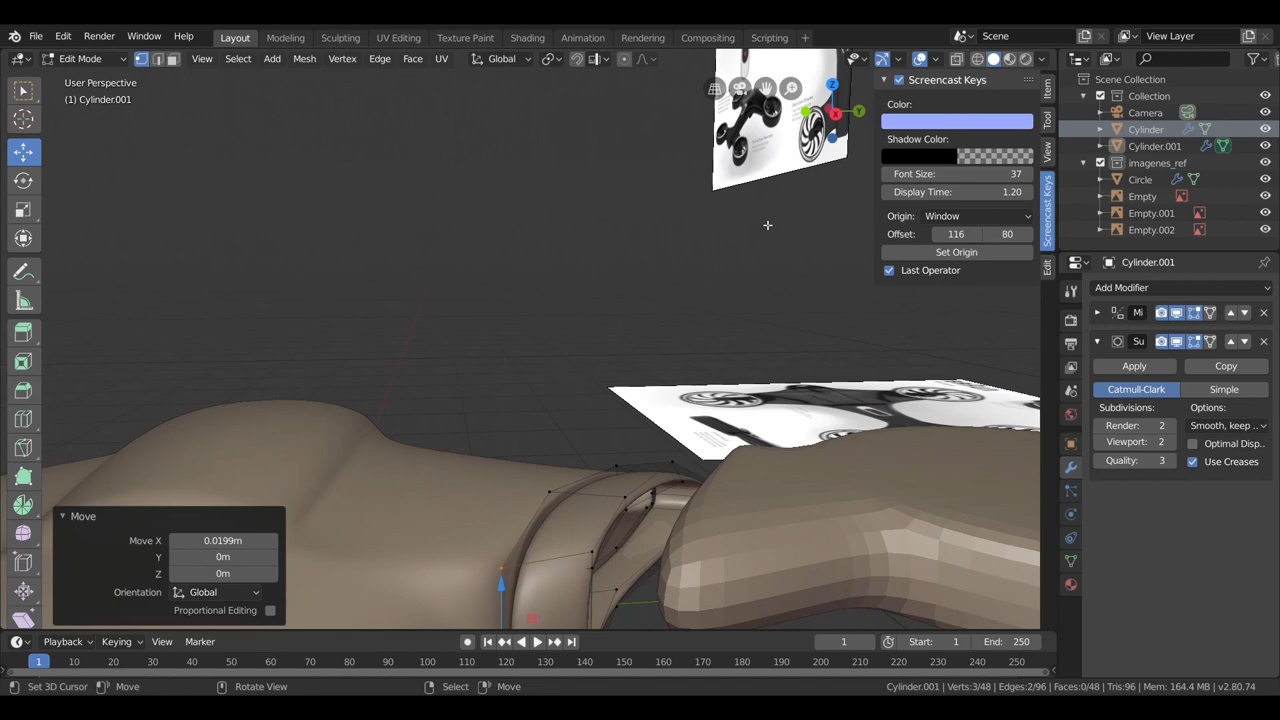 File Edit Render Window Help Layout Modeling Sculpting UV Editing Texture Paint Shading Animation Rendering Compositing Scripting Scene View Layer
Edit Mode View Select Add Mesh Vertex Edge Face UV Global
User Perspective
(1) Cylinder.001
Screencast Keys
Color:
Shadow Color:
Font Size: 37
Display Time: 1.20
Origin: Window
Offset: 116 80
Set Origin
Last Operator
Item
Tool
View
Screencast Keys
Edit
Z
Y
X
Scene Collection
Collection
Camera
Cylinder
Cylinder.001
imagenes_ref
Circle
Empty
Empty.001
Empty.002
Cylinder.001
Add Modifier
Mi
Su
Apply Copy
Catmull-Clark Simple
Subdivisions: Options:
Render: 2 Smooth, keep ..
Viewport: 2 Optimal Disp..
Quality: 3 Use Creases
Move
Move X 0.0199m
Y 0m
Z 0m
Orientation Global
Proportional Editing
Playback Keying View Marker 1 Start: 1 End: 250
1 10 20 30 40 50 60 70 80 90 100 110 120 130 140 150 160 170 180 190 200 210 220 230 240 250
Set 3D Cursor Move Rotate View Select Move Cylinder.001 | Verts:3/48 | Edges:2/96 | Faces:0/48 | Tris:96 | Mem: 164.4 MB | v2.80.74